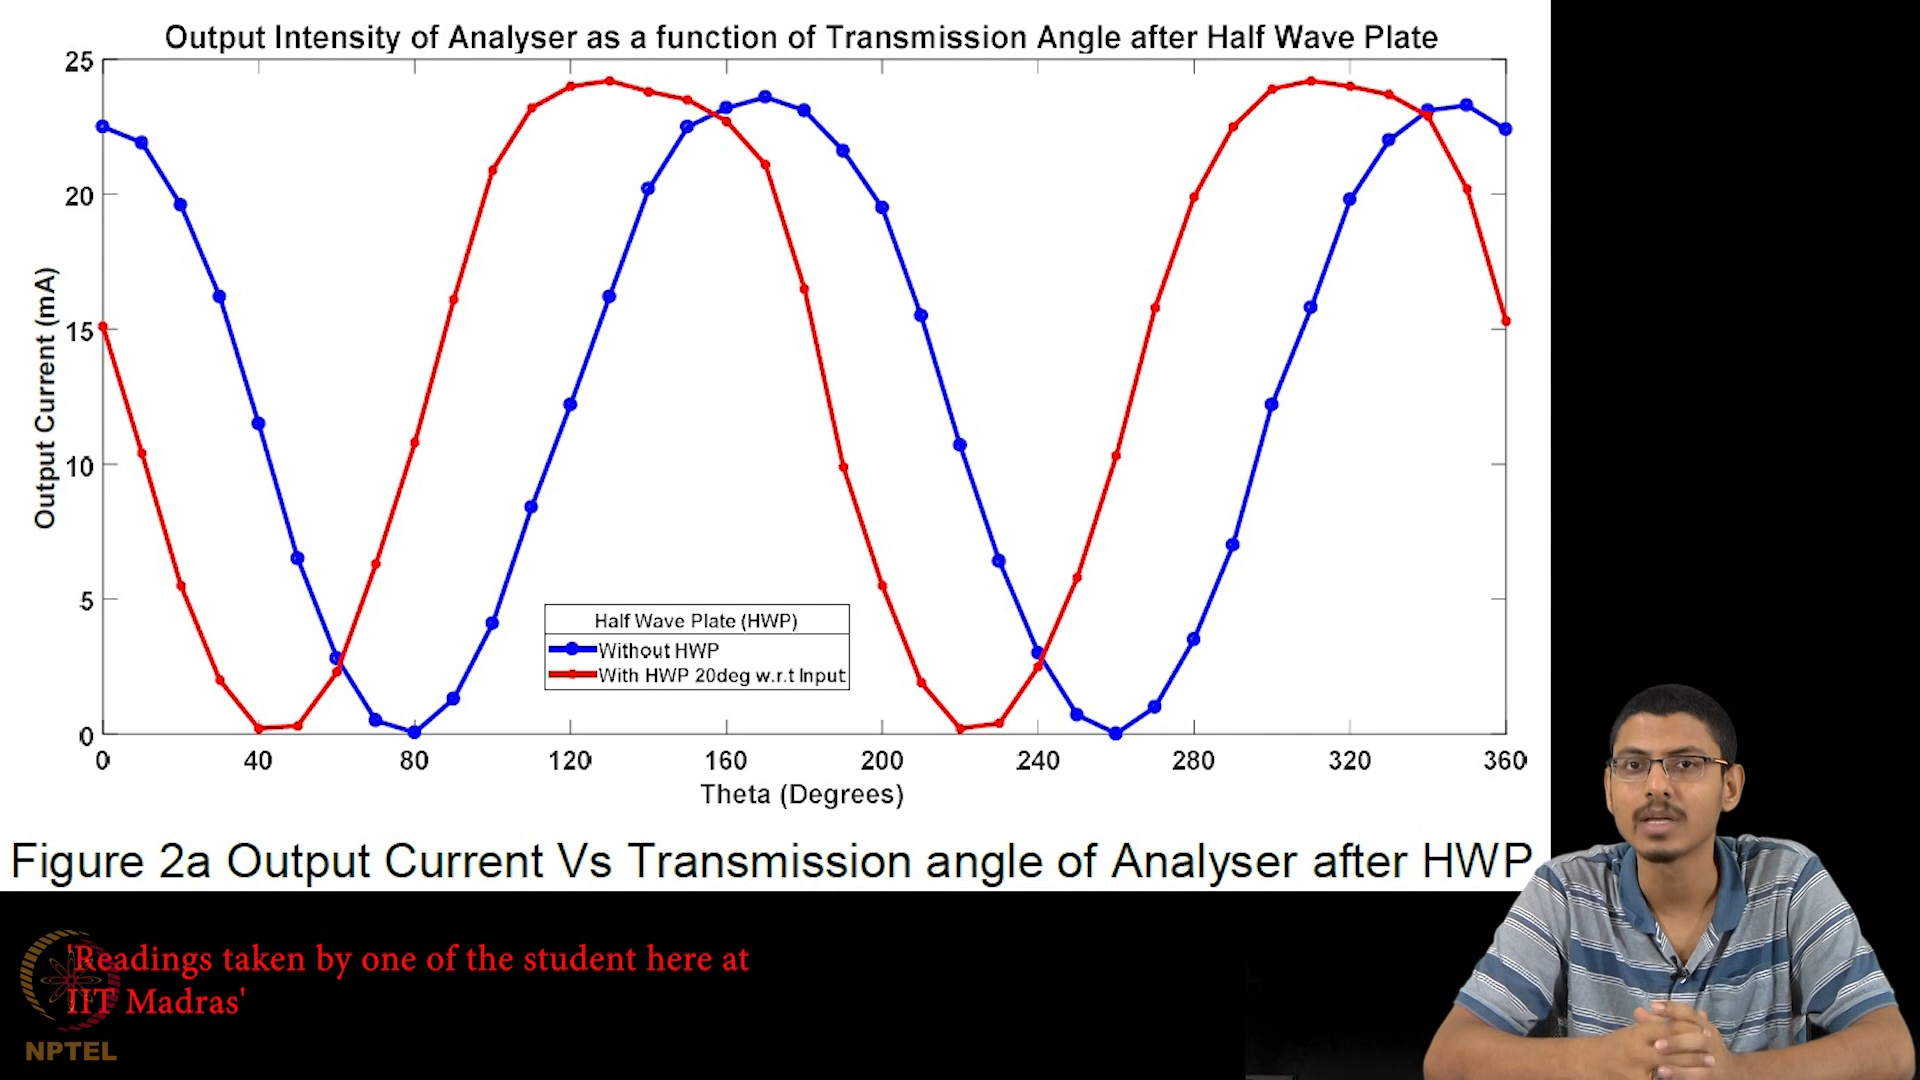 Output Intensity of Analyser as a function of Transmission Angle after Half Wave Plate
25
20
15
10
5
0
Output Current (mA)
Half Wave Plate (HWP)
Without HWP
With HWP 20deg w.r.t Input
0 40 80 120 160 200 240 280 320 360
Theta (Degrees)
Figure 2a Output Current Vs Transmission angle of Analyser after HWP
'Readings taken by one of the student here at
IIT Madras'
NPTEL